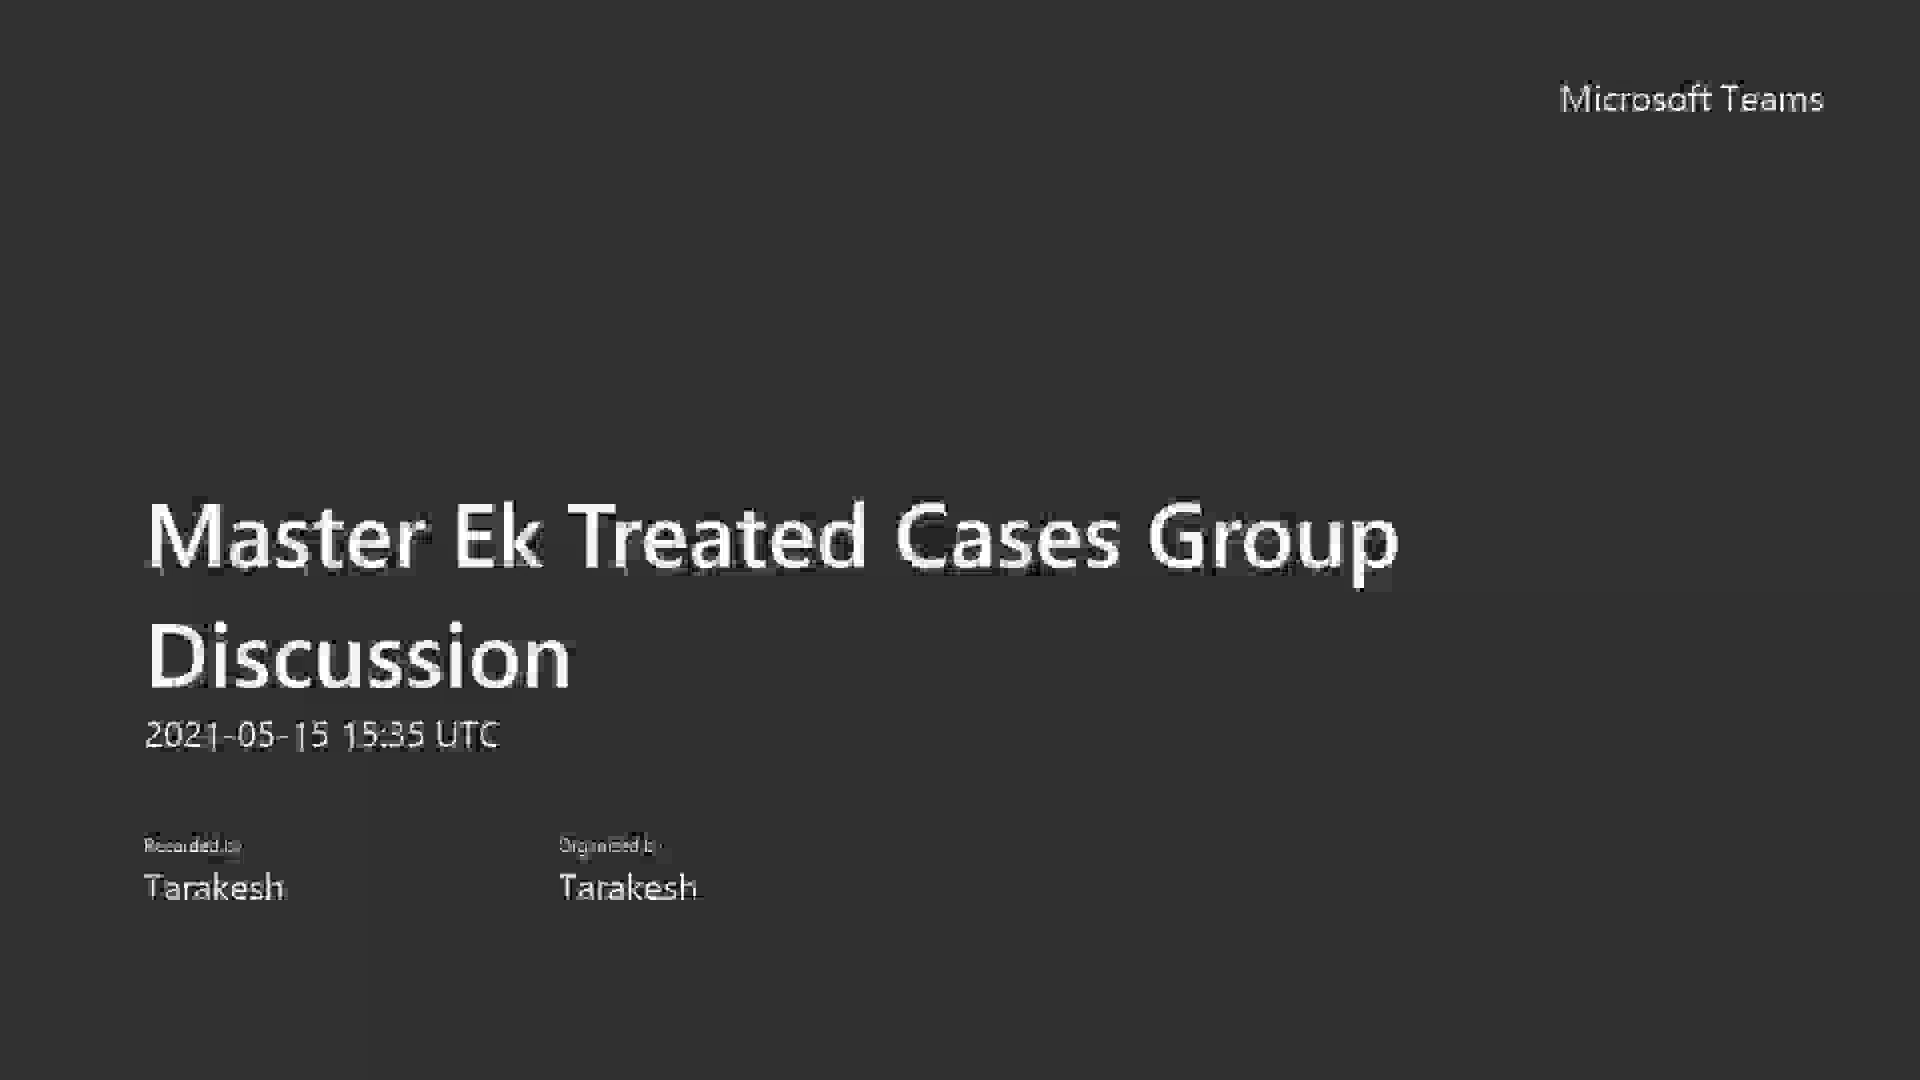 Microsoft Teams
Master Ek Treated Cases Group
Discussion
2021-05-15 15:35 UTC
Recorded by
Organized by
Tarakesh
Tarakesh